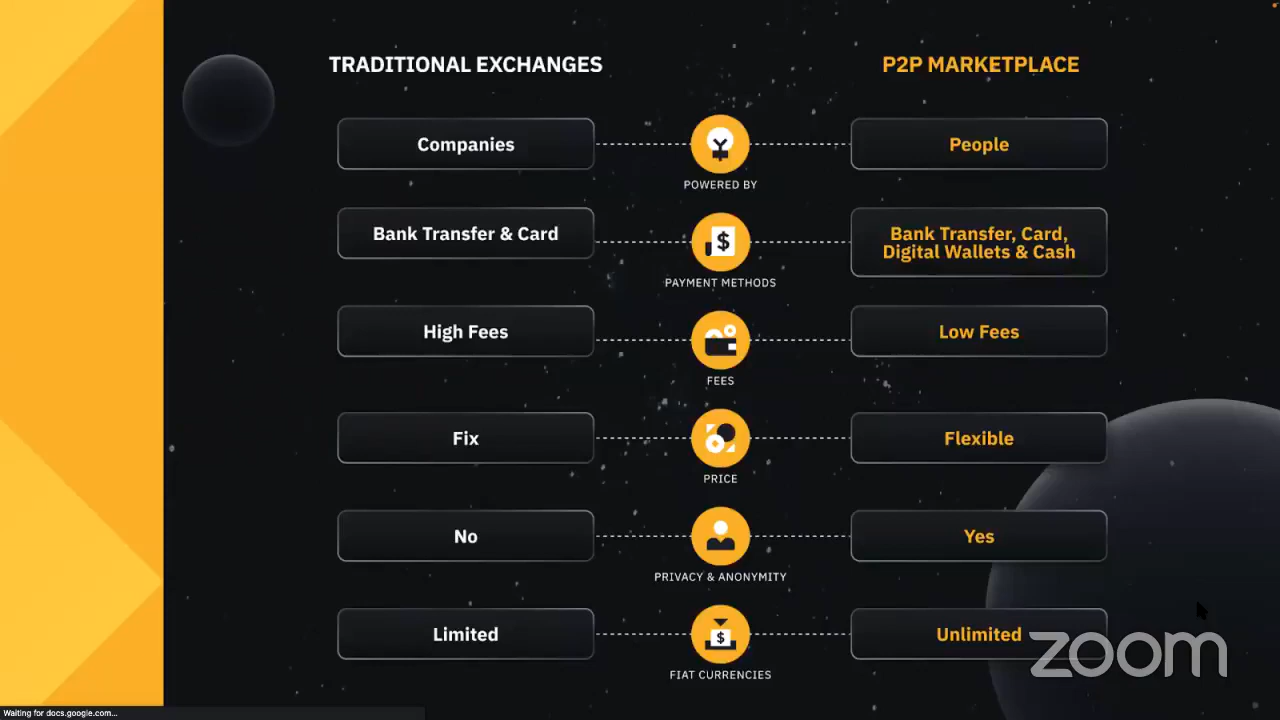 TRADITIONAL EXCHANGES
P2P MARKETPLACE
Companies
POWERED BY
People
Bank Transfer & Card
$
PAYMENT METHODS
Bank Transfer, Card,
Digital Wallets & Cash
High Fees
FEES
Low Fees
Fix
PRICE
Flexible
No
PRIVACY & ANONYMITY
Yes
Limited
$
FIAT CURRENCIES
Unlimited
zoom
Waiting for docs.google.com...